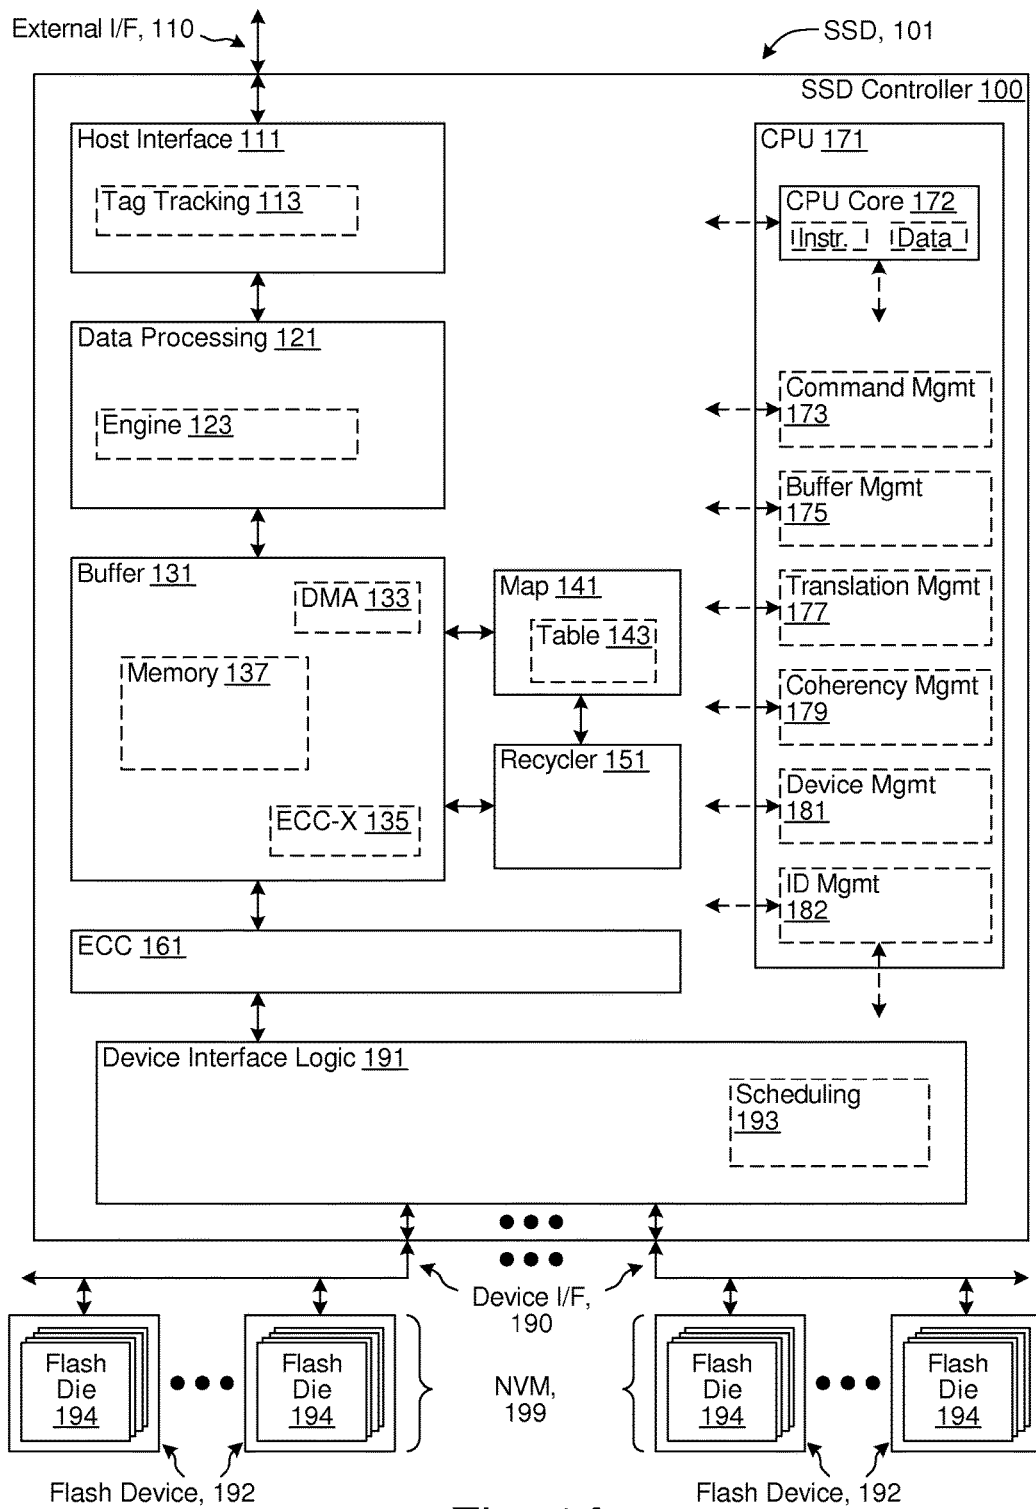 External I/F, 110
SSD, 101
SSD Controller 100
Host Interface 111
Tag Tracking 113
CPU 171
CPU Core 172
Instr.
Data
Data Processing 121
Engine 123
Command Mgmt
173
Buffer Mgmt
175
Buffer 131
DMA 133
Memory 137
ECC-X 135
Map 141
Table 143
Recycler 151
Translation Mgmt
177
Coherency Mgmt
179
Device Mgmt
181
ID Mgmt
182
ECC 161
Device Interface Logic 191
Scheduling
193
Device I/F,
190
Flash
Die
194
Flash
Die
194
NVM,
199
Flash
Die
194
Flash
Die
194
Flash Device, 192
Flash Device, 192